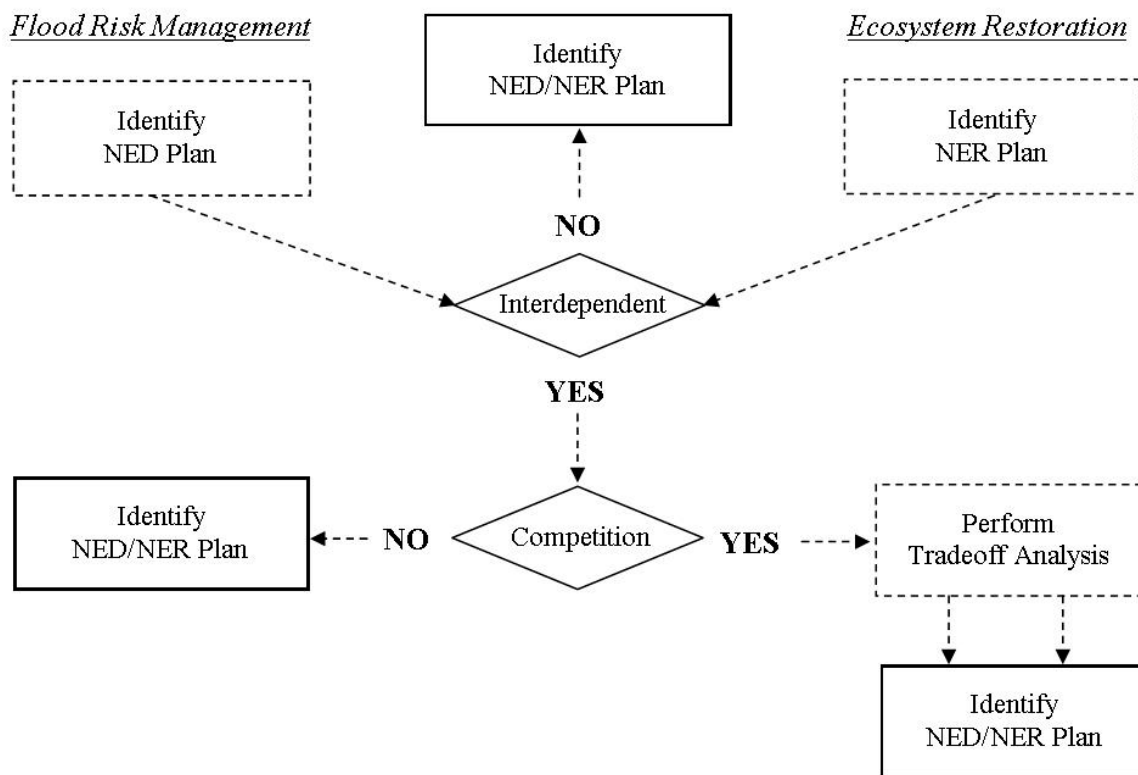 Flood Risk Management
Ecosystem Restoration
Identify
NED/NER Plan
Identify
NED Plan
Identify
NER Plan
NO
Interdependent
YES
Identify
NED/NER Plan
NO
Competition
YES
Perform
Tradeoff Analysis
Identify
NED/NER Plan